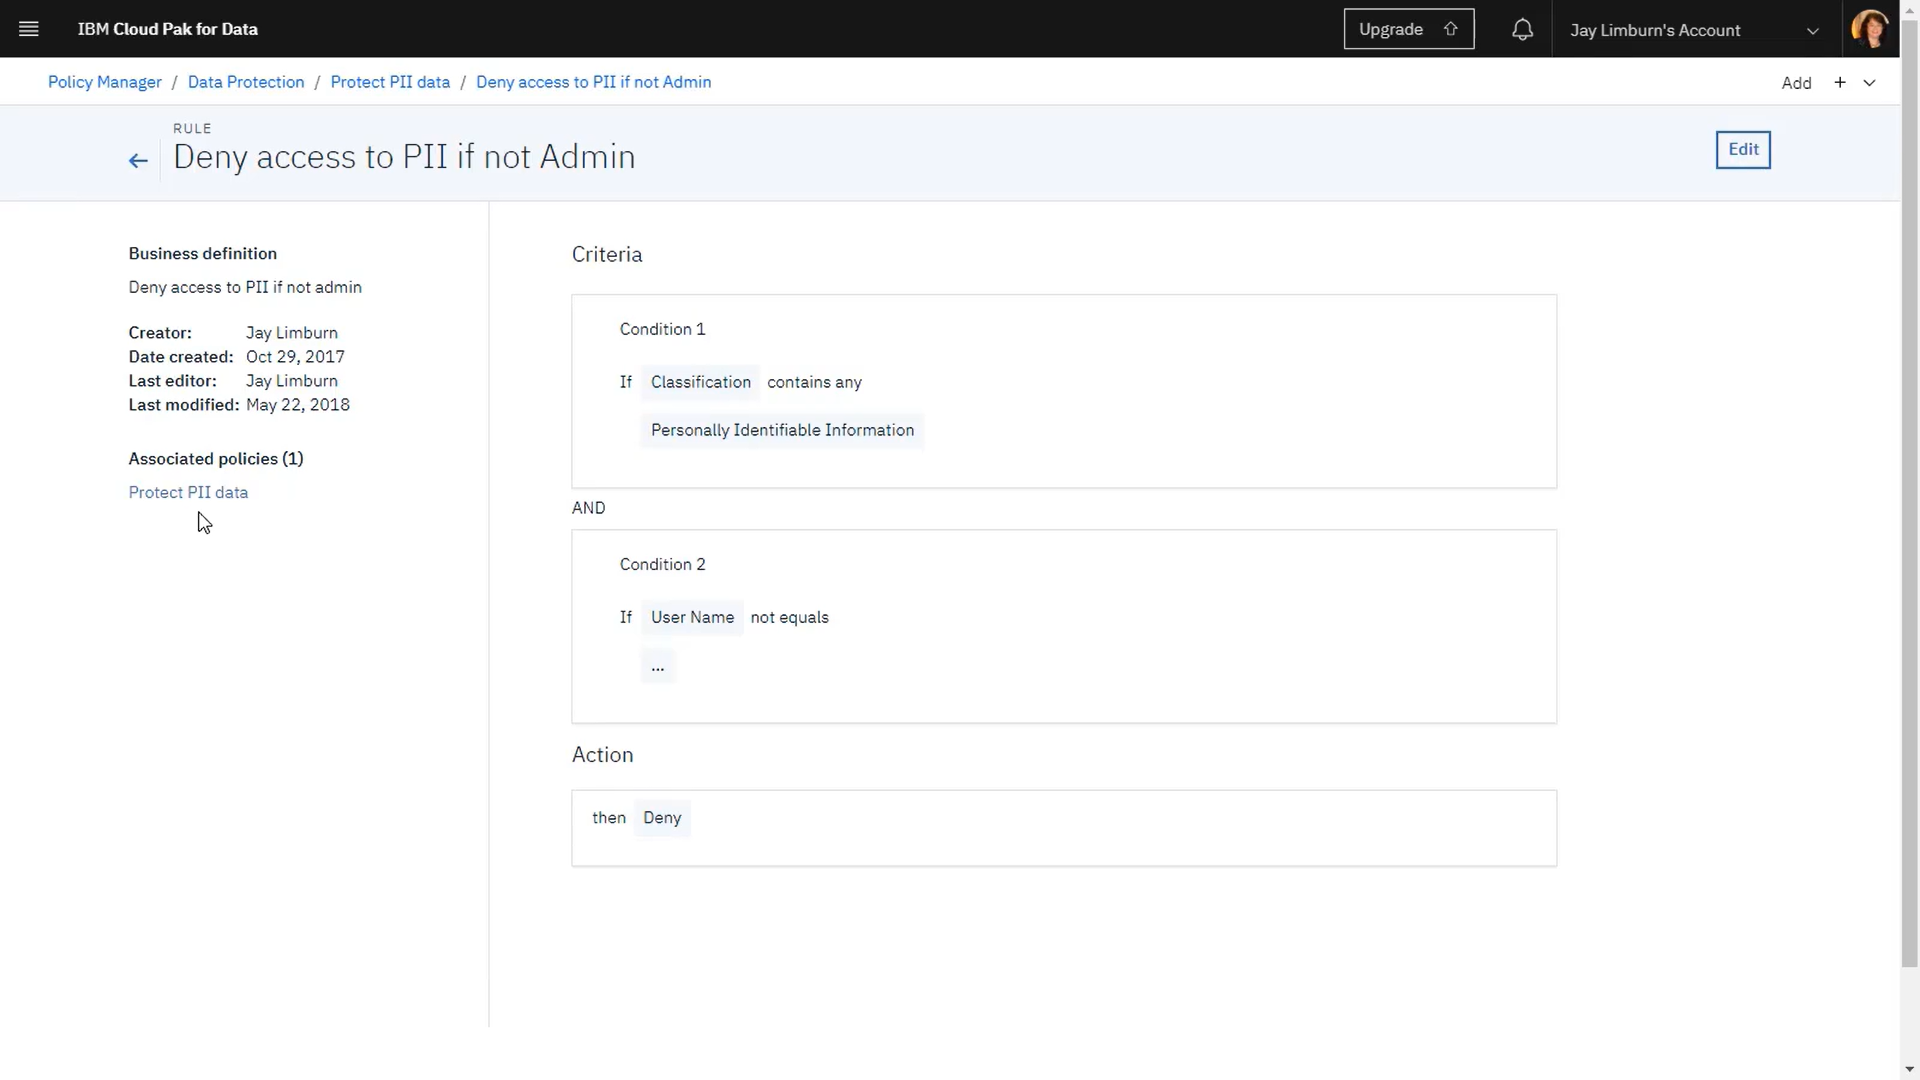 IBM Cloud Pak for Data
Upgrade
Jay Limburn's Account
Policy Manager / Data Protection / Protect PII data / Deny access to PII if not Admin
Add +
RULE
Deny access to PII if not Admin
Edit
Business definition
Deny access to PII if not admin
Creator: Jay Limburn
Date created: Oct 29, 2017
Last editor: Jay Limburn
Last modified: May 22, 2018
Associated policies (1)
Protect PII data
Criteria
Condition 1
If Classification contains any
Personally Identifiable Information
AND
Condition 2
If User Name not equals
...
Action
then Deny